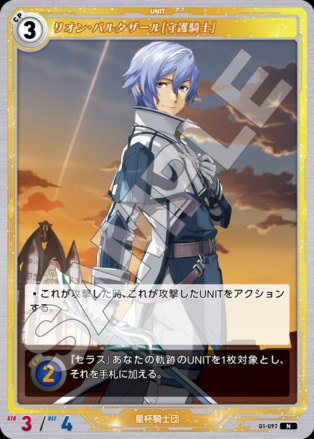 UNIT
CP
3
リオン・バルタザール[守護騎士]
SAMPLE
・これが攻撃した時、これが攻撃したUNITをアクション
する。
2
『セラス』あなたの軌跡のUNITを1枚対象とし、
それを手札に加える。
ATK 3 / DEF 4
星杯騎士団
01-097 N